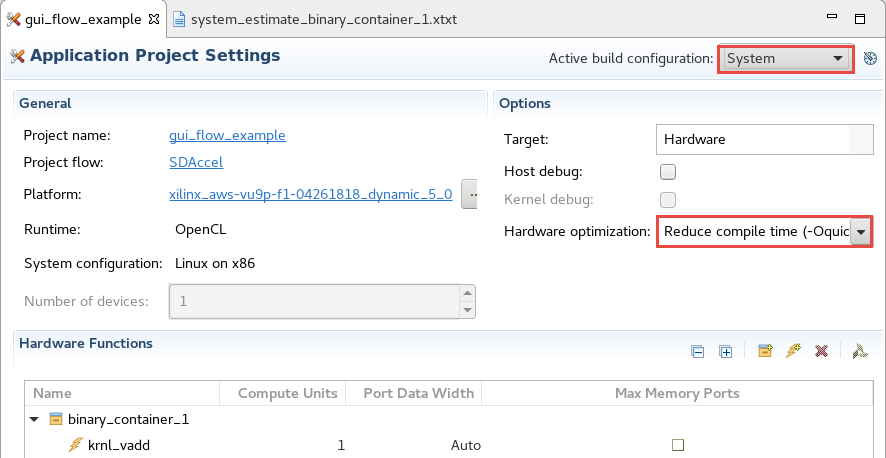 gui_flow_example system_estimate_binary_container_1.xtxt
Application Project Settings Active build configuration: System
General
Project name: gui_flow_example
Project flow: SDAccel
Platform: xilinx_aws-vu9p-f1-04261818_dynamic_5_0 ...
Runtime: OpenCL
System configuration: Linux on x86
Number of devices: 1
Options
Target: Hardware
Host debug:
Kernel debug:
Hardware optimization: Reduce compile time (-Oquic
Hardware Functions
Name Compute Units Port Data Width Max Memory Ports
binary_container_1
krnl_vadd 1 Auto